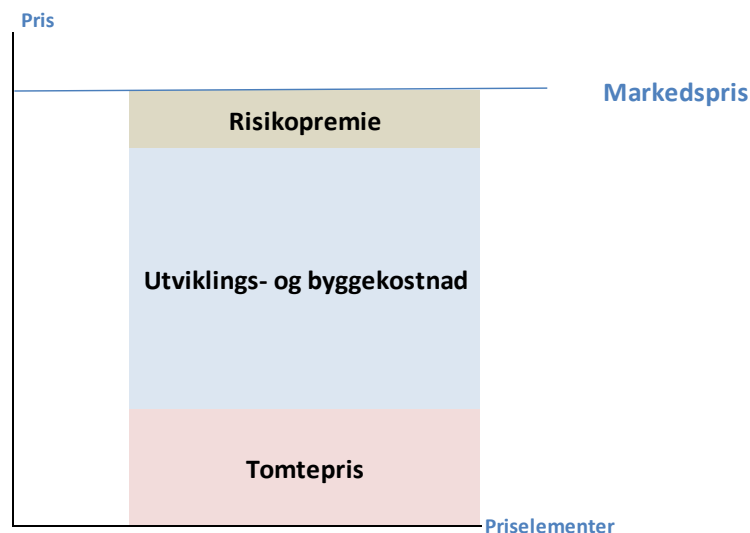 Pris
Markedspris
Risikopremie
Utviklings- og byggekostnad
Tomtepris
Priselementer